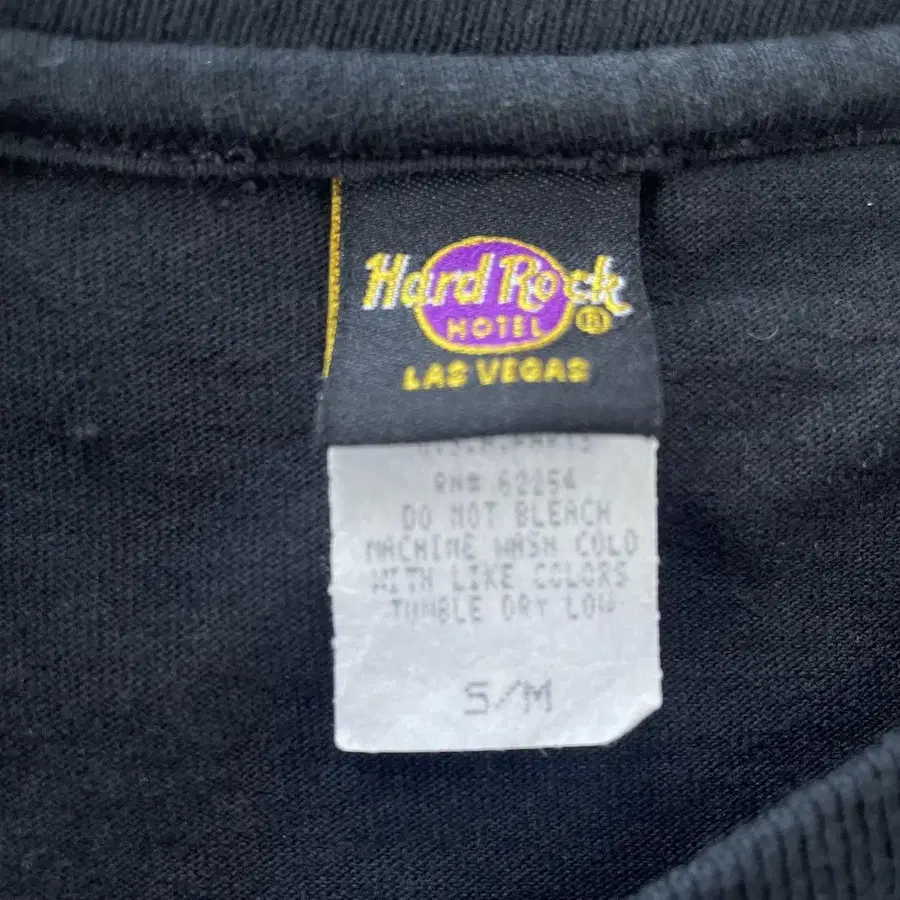 Hard Rock
HOTEL ®
LAS VEGAS
RN# 62254
DO NOT BLEACH
MACHINE WASH COLD
WITH LIKE COLORS
TUMBLE DRY LOW
S/M